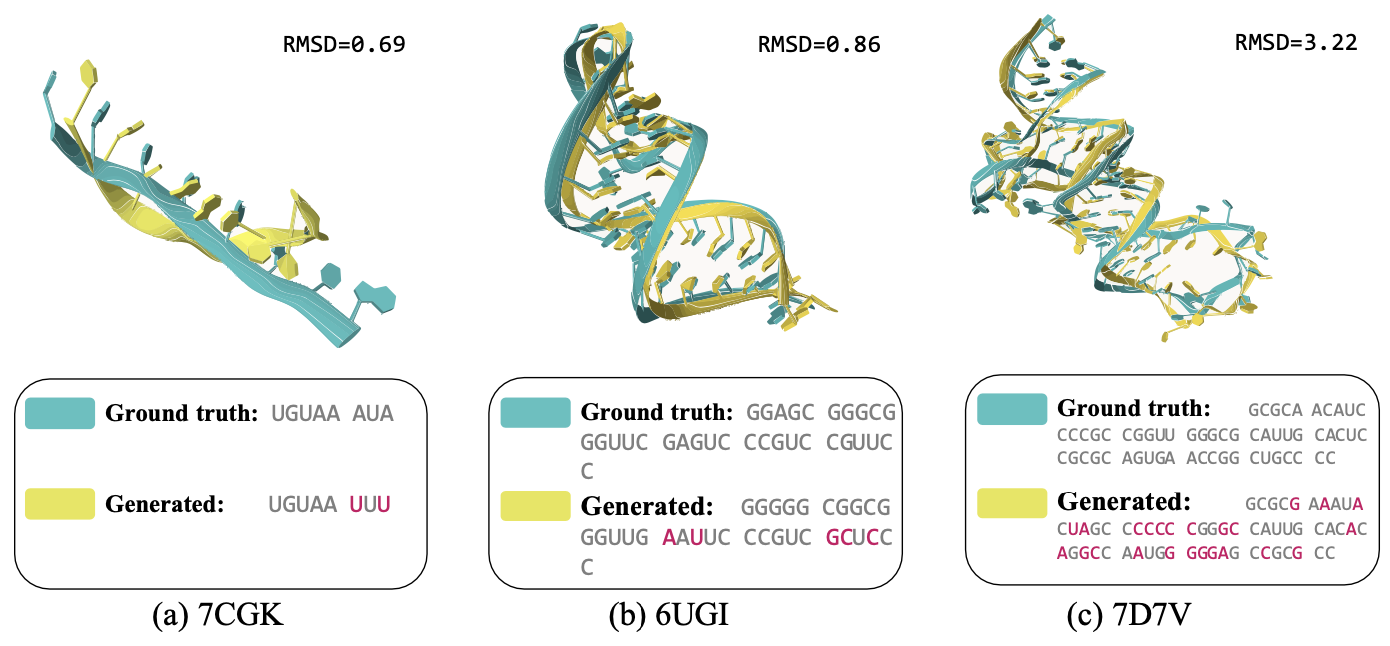 RMSD=0.69
RMSD=0.86
RMSD=3.22
Ground truth: UGUAA AUA
Generated: UGUAA UUU
(a) 7CGK
Ground truth: GGAGC GGGCG
GGUUC GAGUC CCGUC CGUUC
C
Generated: GGGGG CGGCG
GGUUG AAUUC CCGUC GCUCC
C
(b) 6UGI
Ground truth: GCGCA ACAUC
CCCGC CGGUU GGGCG CAUUG CACUC
CGCGC AGUGA ACCGG CUGCC CC
Generated: GCGCG AAAUA
CUAGC CCCCC CGGGC CAUUG CACAC
AGGCC AAUGG GGGAG CCGCG CC
(c) 7D7V